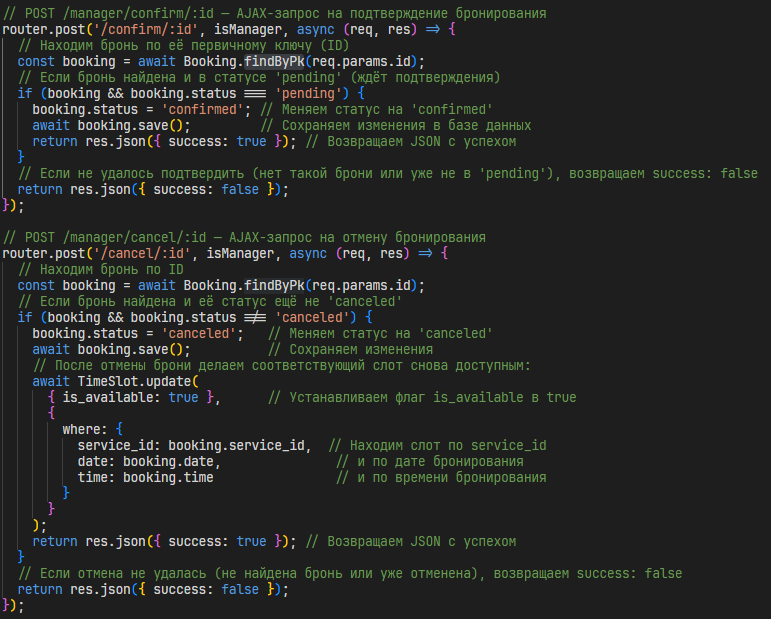 // POST /manager/confirm/:id — AJAX-запрос на подтверждение бронирования
router.post('/confirm/:id', isManager, async (req, res) => {
  // Находим бронь по её первичному ключу (ID)
  const booking = await Booking.findByPk(req.params.id);
  // Если бронь найдена и в статусе 'pending' (ждёт подтверждения)
  if (booking && booking.status === 'pending') {
    booking.status = 'confirmed'; // Меняем статус на 'confirmed'
    await booking.save();         // Сохраняем изменения в базе данных
    return res.json({ success: true }); // Возвращаем JSON с успехом
  }
  // Если не удалось подтвердить (нет такой брони или уже не в 'pending'), возвращаем success: false
  return res.json({ success: false });
});

// POST /manager/cancel/:id — AJAX-запрос на отмену бронирования
router.post('/cancel/:id', isManager, async (req, res) => {
  // Находим бронь по ID
  const booking = await Booking.findByPk(req.params.id);
  // Если бронь найдена и её статус ещё не 'canceled'
  if (booking && booking.status !== 'canceled') {
    booking.status = 'canceled';   // Меняем статус на 'canceled'
    await booking.save();          // Сохраняем изменения
    // После отмены брони делаем соответствующий слот снова доступным:
    await TimeSlot.update(
      { is_available: true },      // Устанавливаем флаг is_available в true
      {
        where: {
          service_id: booking.service_id,  // Находим слот по service_id
          date: booking.date,               // и по дате бронирования
          time: booking.time                // и по времени бронирования
        }
      }
    );
    return res.json({ success: true }); // Возвращаем JSON с успехом
  }
  // Если отмена не удалась (не найдена бронь или уже отменена), возвращаем success: false
  return res.json({ success: false });
});